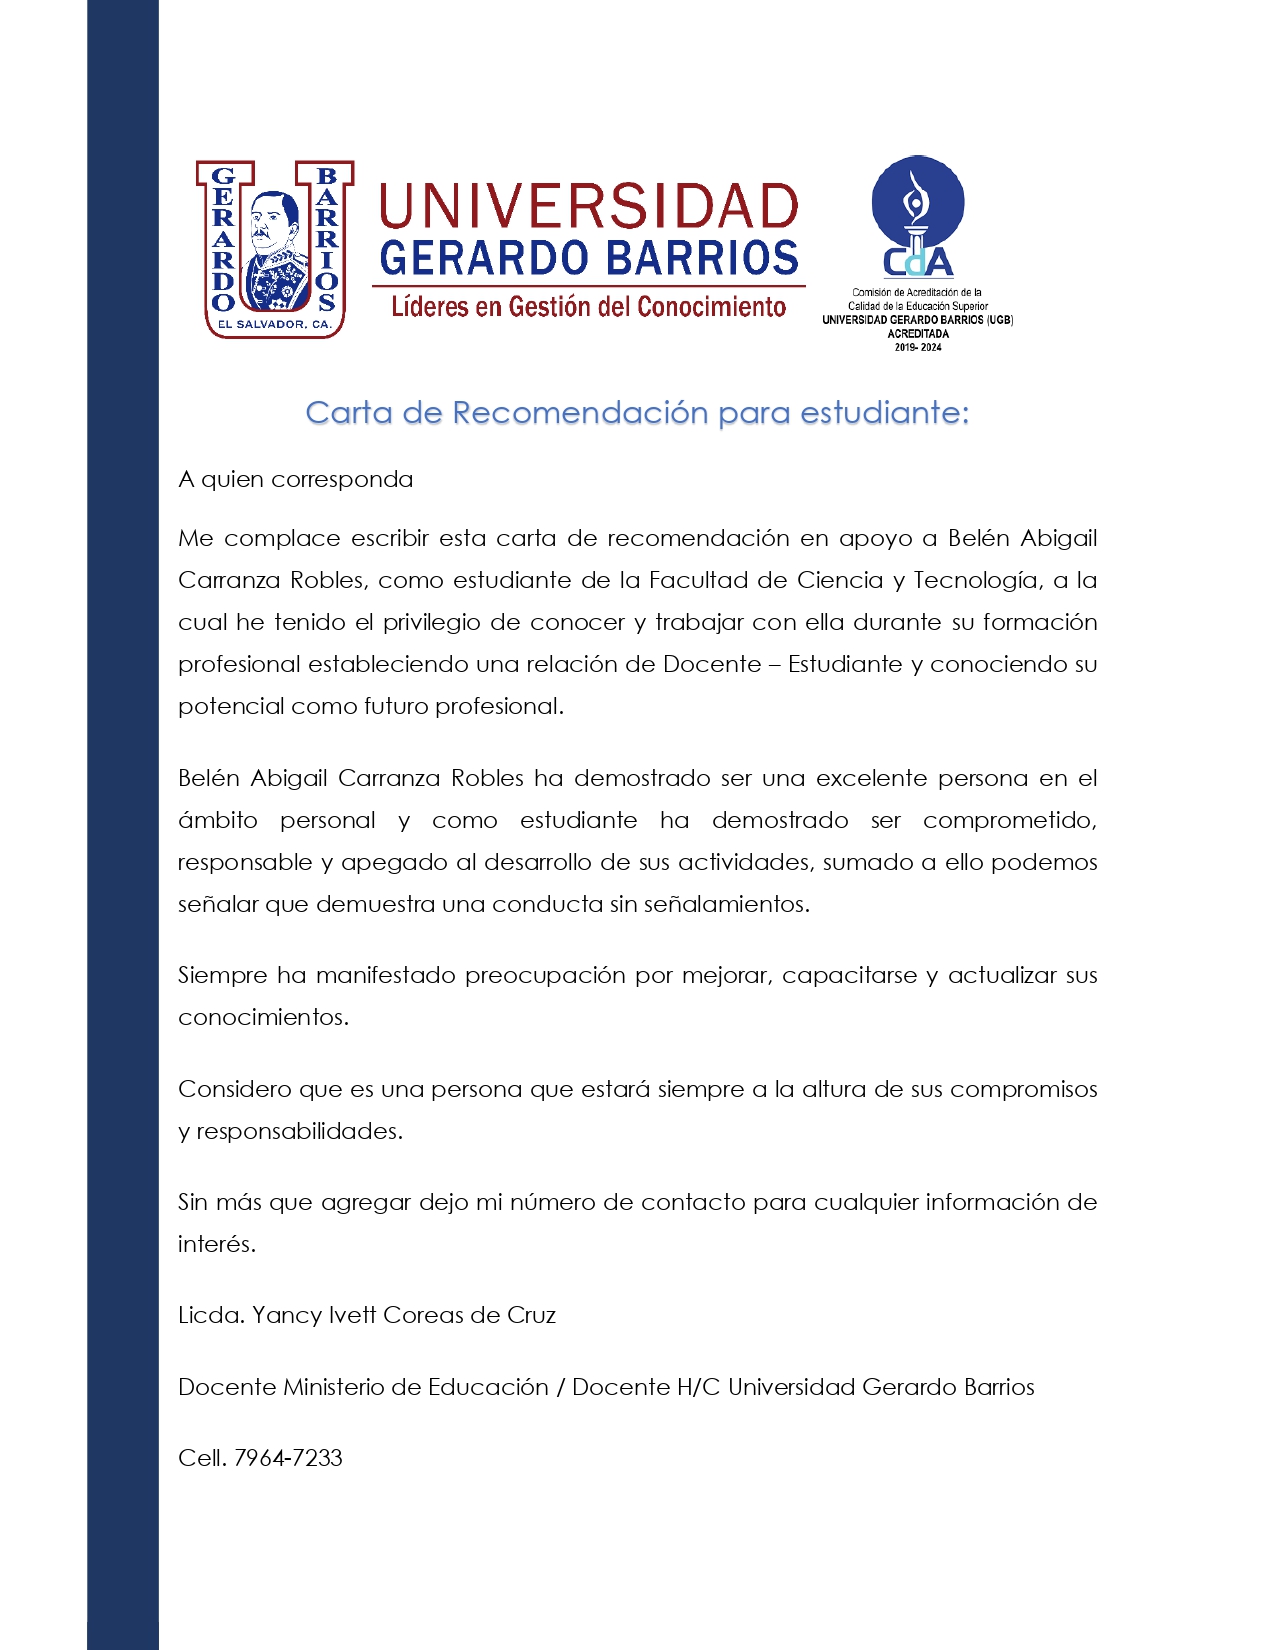 GERARDO
BARRIOS
EL SALVADOR, CA.
UNIVERSIDAD
GERARDO BARRIOS
Líderes en Gestión del Conocimiento
CdA
Comisión de Acreditación de la
Calidad de la Educación Superior
UNIVERSIDAD GERARDO BARRIOS (UGB)
ACREDITADA
2019- 2024
Carta de Recomendación para estudiante:
A quien corresponda
Me complace escribir esta carta de recomendación en apoyo a Belén Abigail
Carranza Robles, como estudiante de la Facultad de Ciencia y Tecnología, a la
cual he tenido el privilegio de conocer y trabajar con ella durante su formación
profesional estableciendo una relación de Docente – Estudiante y conociendo su
potencial como futuro profesional.
Belén Abigail Carranza Robles ha demostrado ser una excelente persona en el
ámbito personal y como estudiante ha demostrado ser comprometido,
responsable y apegado al desarrollo de sus actividades, sumado a ello podemos
señalar que demuestra una conducta sin señalamientos.
Siempre ha manifestado preocupación por mejorar, capacitarse y actualizar sus
conocimientos.
Considero que es una persona que estará siempre a la altura de sus compromisos
y responsabilidades.
Sin más que agregar dejo mi número de contacto para cualquier información de
interés.
Licda. Yancy Ivett Coreas de Cruz
Docente Ministerio de Educación / Docente H/C Universidad Gerardo Barrios
Cell. 7964-7233